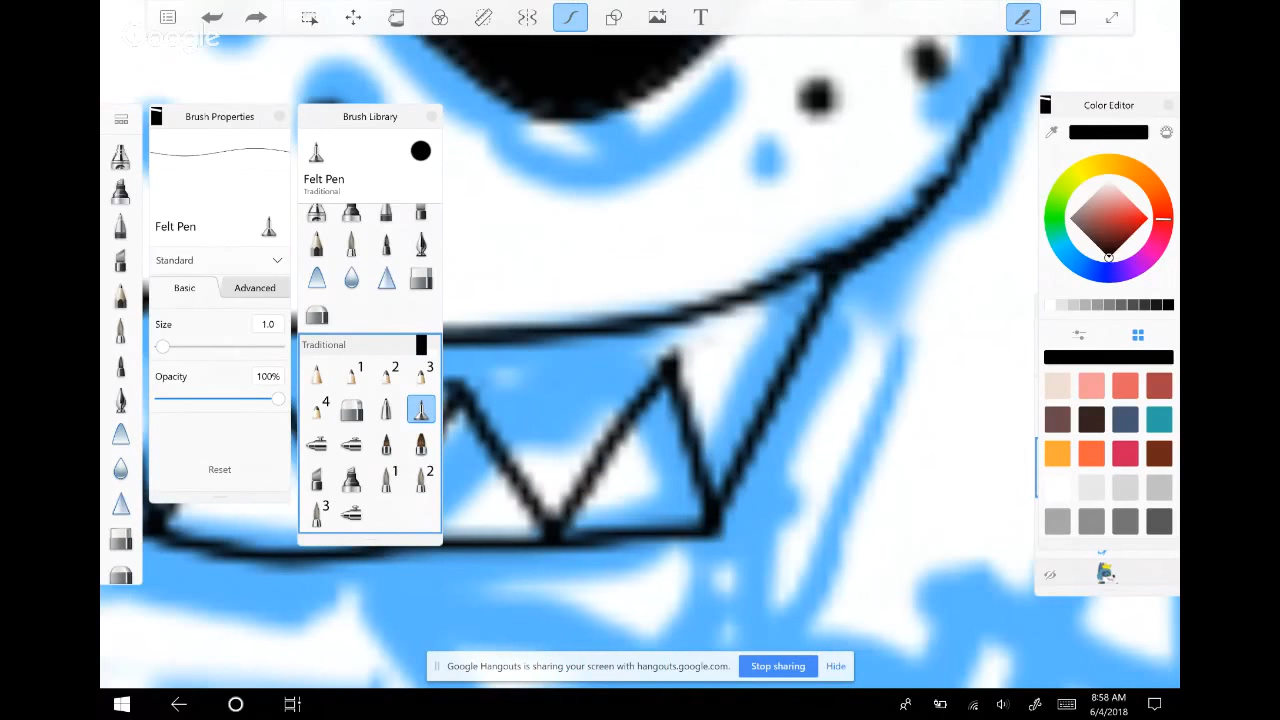 Google
T
Brush Properties
Brush Library
Color Editor
Felt Pen
Traditional
Felt Pen
Standard
Basic
Advanced
Size
1.0
Opacity
100%
Reset
Traditional
1
2
3
4
1
2
3
Google Hangouts is sharing your screen with hangouts.google.com.
Stop sharing
Hide
8:58 AM
6/4/2018